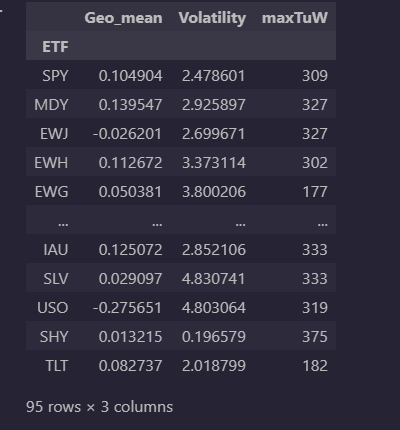 Geo_mean Volatility maxTuW
ETF
SPY 0.104904 2.478601 309
MDY 0.139547 2.925897 327
EWJ -0.026201 2.699671 327
EWH 0.112672 3.373114 302
EWG 0.050381 3.800206 177
... ... ... ...
IAU 0.125072 2.852106 333
SLV 0.029097 4.830741 333
USO -0.275651 4.803064 319
SHY 0.013215 0.196579 375
TLT 0.082737 2.018799 182
95 rows × 3 columns